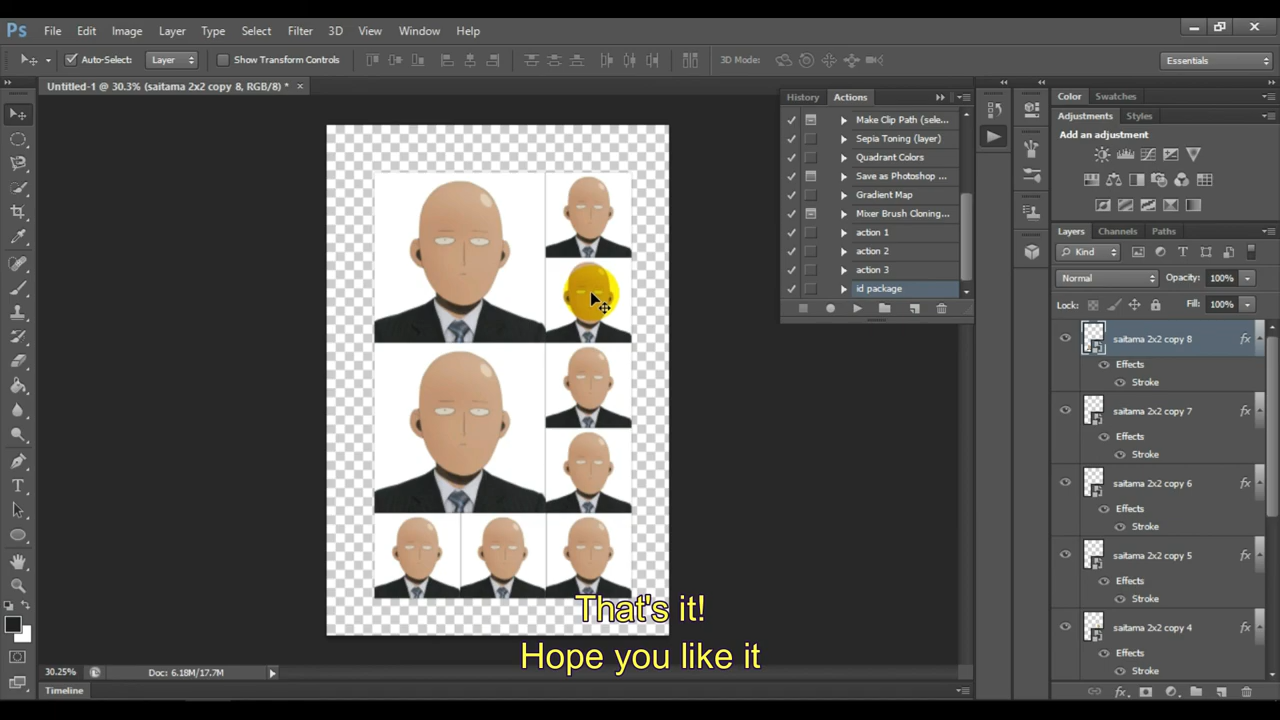 Ps File Edit Image Layer Type Select Filter 3D View Window Help
Auto-Select: Layer Show Transform Controls 3D Mode: Essentials
Untitled-1 @ 30.3% (saitama 2x2 copy 8, RGB/8) * ×
History Actions
Make Clip Path (sele...
Sepia Toning (layer)
Quadrant Colors
Save as Photoshop ...
Gradient Map
Mixer Brush Cloning...
action 1
action 2
action 3
id package
Color Swatches
Adjustments Styles
Add an adjustment
Layers Channels Paths
Kind
Normal Opacity: 100%
Lock: Fill: 100%
saitama 2x2 copy 8 fx
Effects
Stroke
saitama 2x2 copy 7 fx
Effects
Stroke
saitama 2x2 copy 6 fx
Effects
Stroke
saitama 2x2 copy 5 fx
Effects
Stroke
saitama 2x2 copy 4 fx
Effects
Stroke
That's it!
Hope you like it
30.25% Doc: 6.18M/17.7M
Timeline